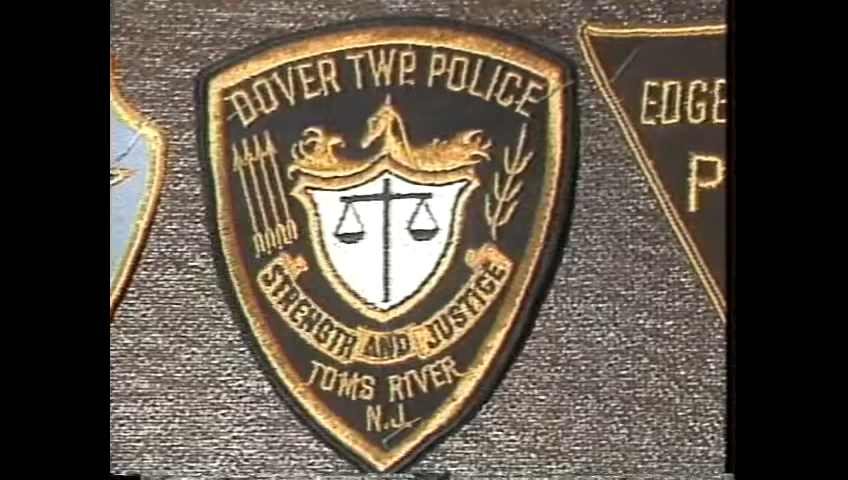 DOVER TWP POLICE
STRENGTH AND JUSTICE
TOMS RIVER
N.J.
EDGE
P